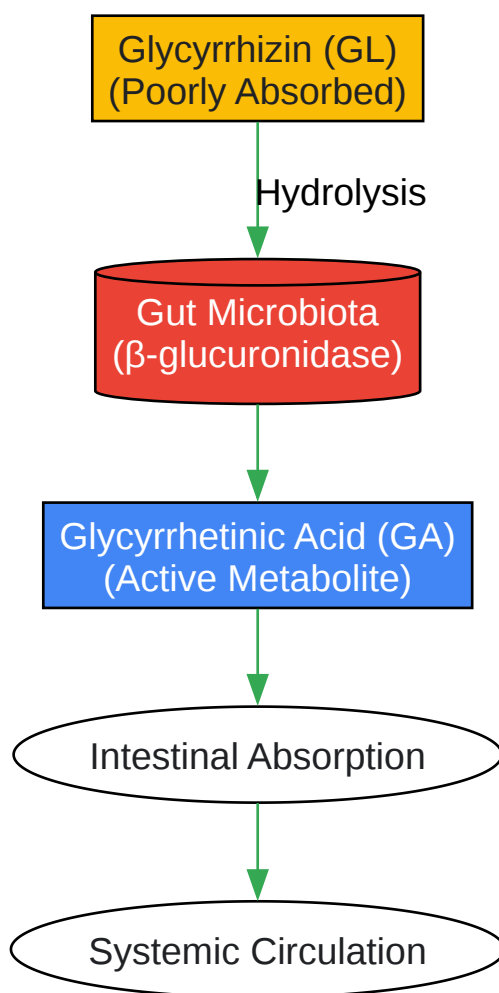 Glycyrrhizin (GL)
(Poorly Absorbed)
Hydrolysis
Gut Microbiota
(β-glucuronidase)
Glycyrrhetinic Acid (GA)
(Active Metabolite)
Intestinal Absorption
Systemic Circulation